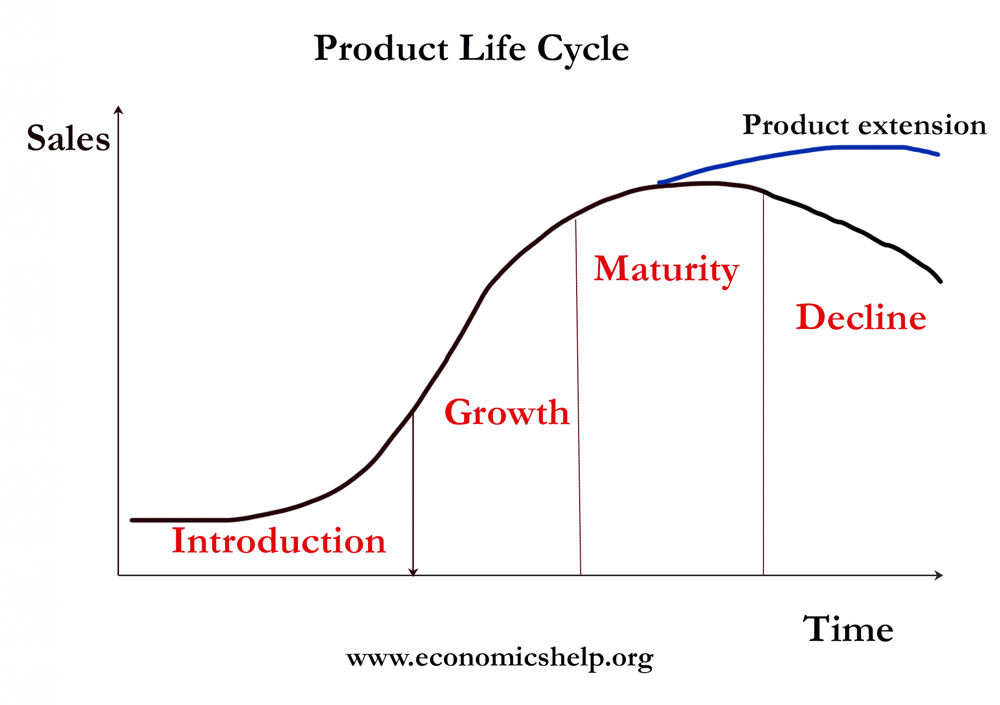 Product Life Cycle
Sales
Product extension
Maturity
Decline
Growth
Introduction
Time
www.economicshelp.org